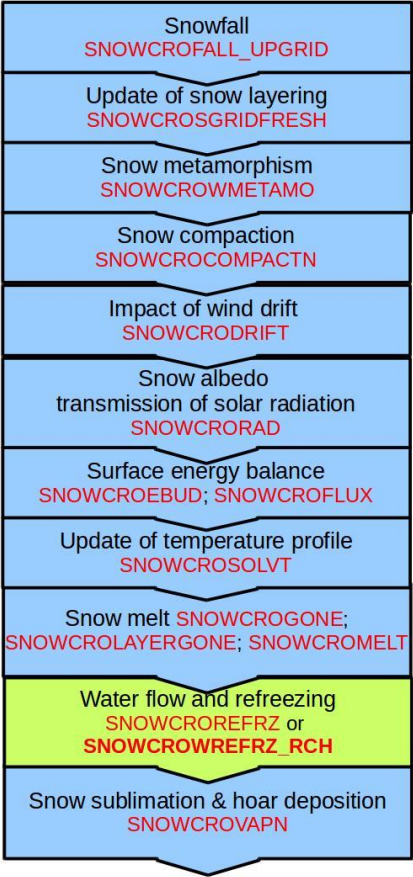 Snowfall
SNOWCROFALL_UPGRID
Update of snow layering
SNOWCROSGRIDFRESH
Snow metamorphism
SNOWCROWMETAMO
Snow compaction
SNOWCROCOMPACTN
Impact of wind drift
SNOWCRODRIFT
Snow albedo
transmission of solar radiation
SNOWCRORAD
Surface energy balance
SNOWCROEBUD; SNOWCROFLUX
Update of temperature profile
SNOWCROSOLVT
Snow melt SNOWCROGONE;
SNOWCROLAYERGONE; SNOWCROMELT
Water flow and refreezing
SNOWCROREFRZ or
SNOWCROWREFRZ_RCH
Snow sublimation & hoar deposition
SNOWCROVAPN